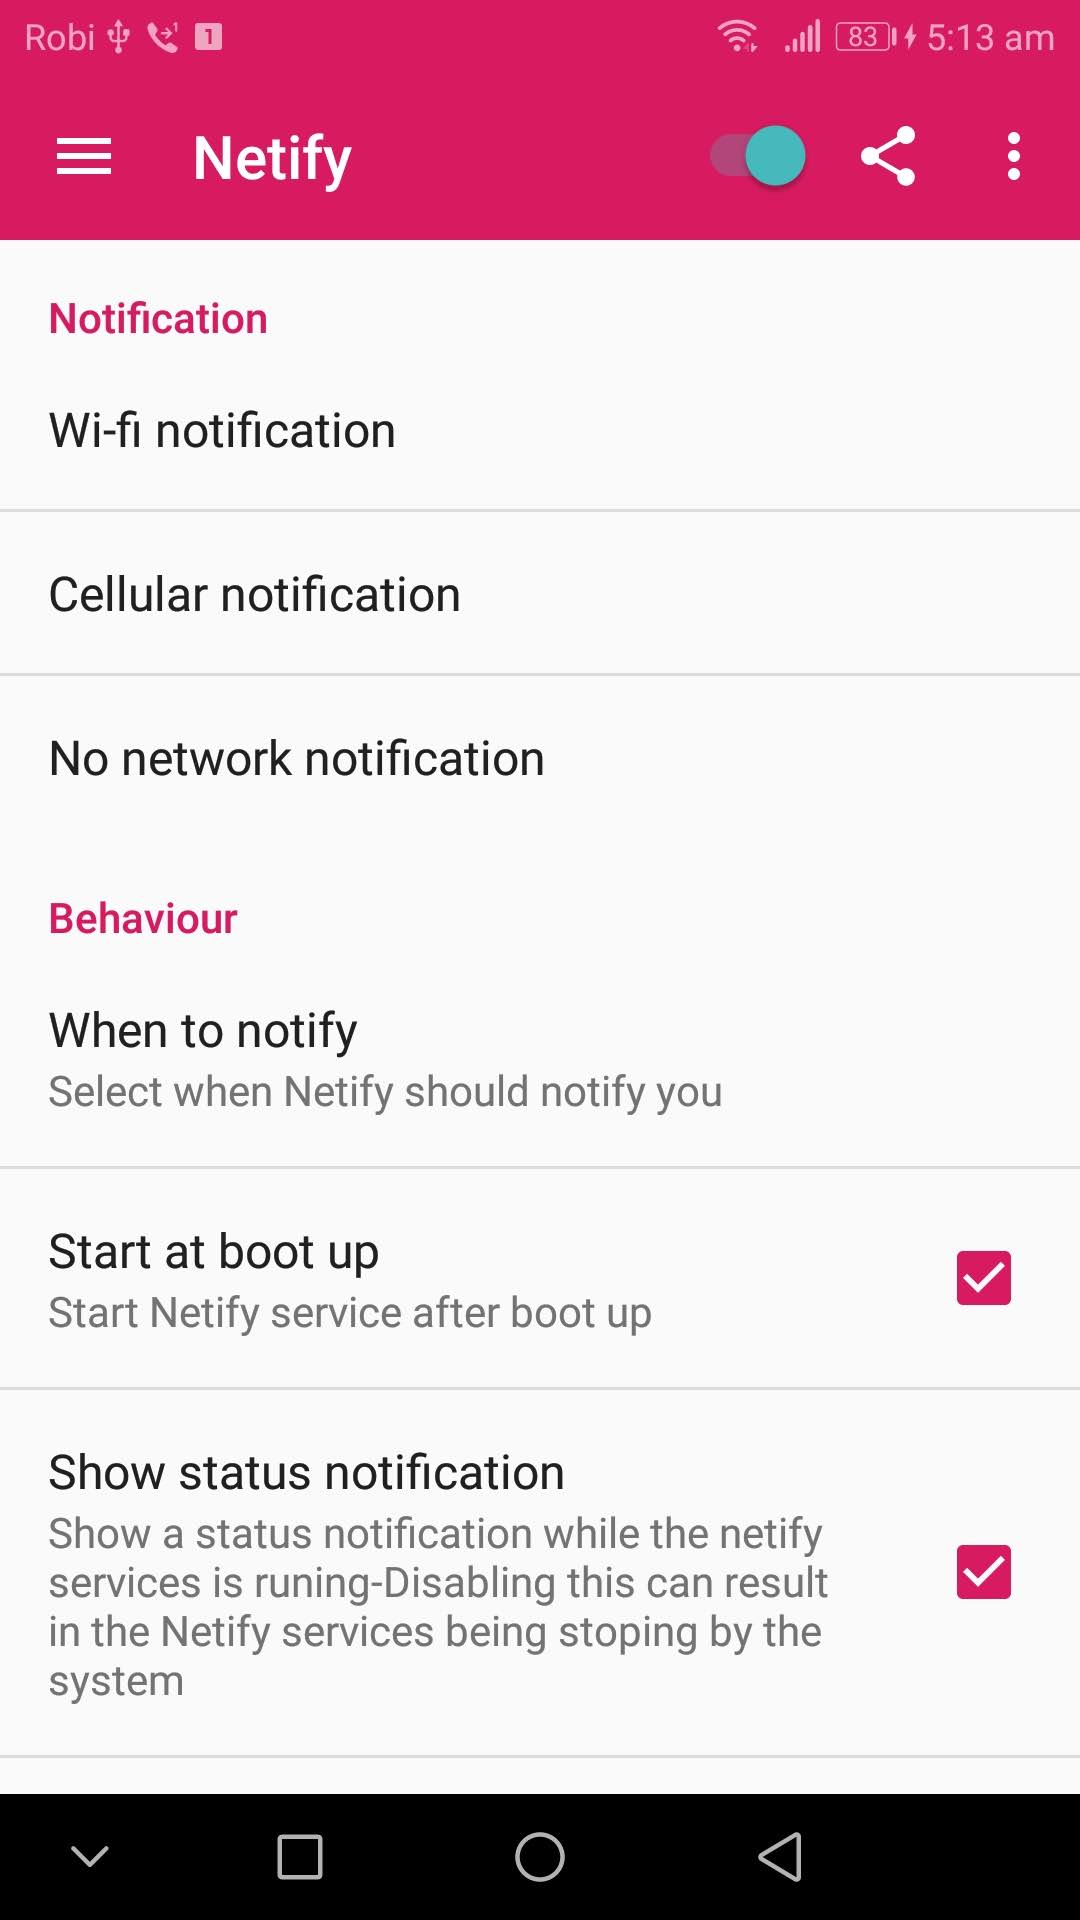 Robi 1 1 83 5:13 am
Netify
Notification
Wi-fi notification
Cellular notification
No network notification
Behaviour
When to notify
Select when Netify should notify you
Start at boot up
Start Netify service after boot up
Show status notification
Show a status notification while the netify
services is runing-Disabling this can result
in the Netify services being stoping by the
system